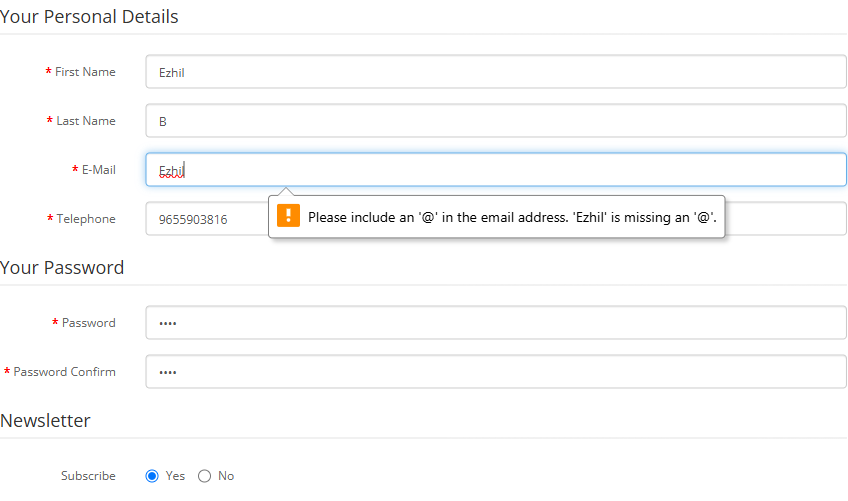 Your Personal Details
* First Name Ezhil
* Last Name B
* E-Mail Ezhil
Please include an '@' in the email address. 'Ezhil' is missing an '@'.
* Telephone 9655903816
Your Password
* Password ••••
* Password Confirm ••••
Newsletter
Subscribe Yes No